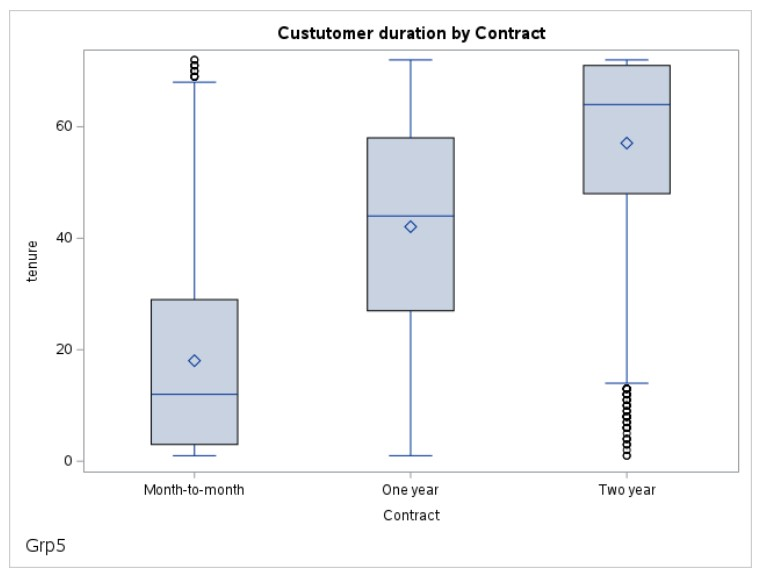 Custutomer duration by Contract
60
40
20
0
tenure
Month-to-month One year Two year
Contract
Grp5